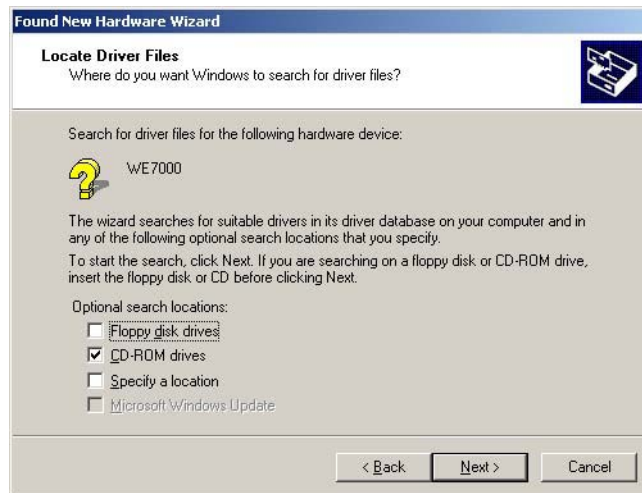 Found New Hardware Wizard
Locate Driver Files
Where do you want Windows to search for driver files?
Search for driver files for the following hardware device:
WE7000
The wizard searches for suitable drivers in its driver database on your computer and in
any of the following optional search locations that you specify.
To start the search, click Next. If you are searching on a floppy disk or CD-ROM drive,
insert the floppy disk or CD before clicking Next.
Optional search locations:
Floppy disk drives
CD-ROM drives
Specify a location
Microsoft Windows Update
< Back Next > Cancel